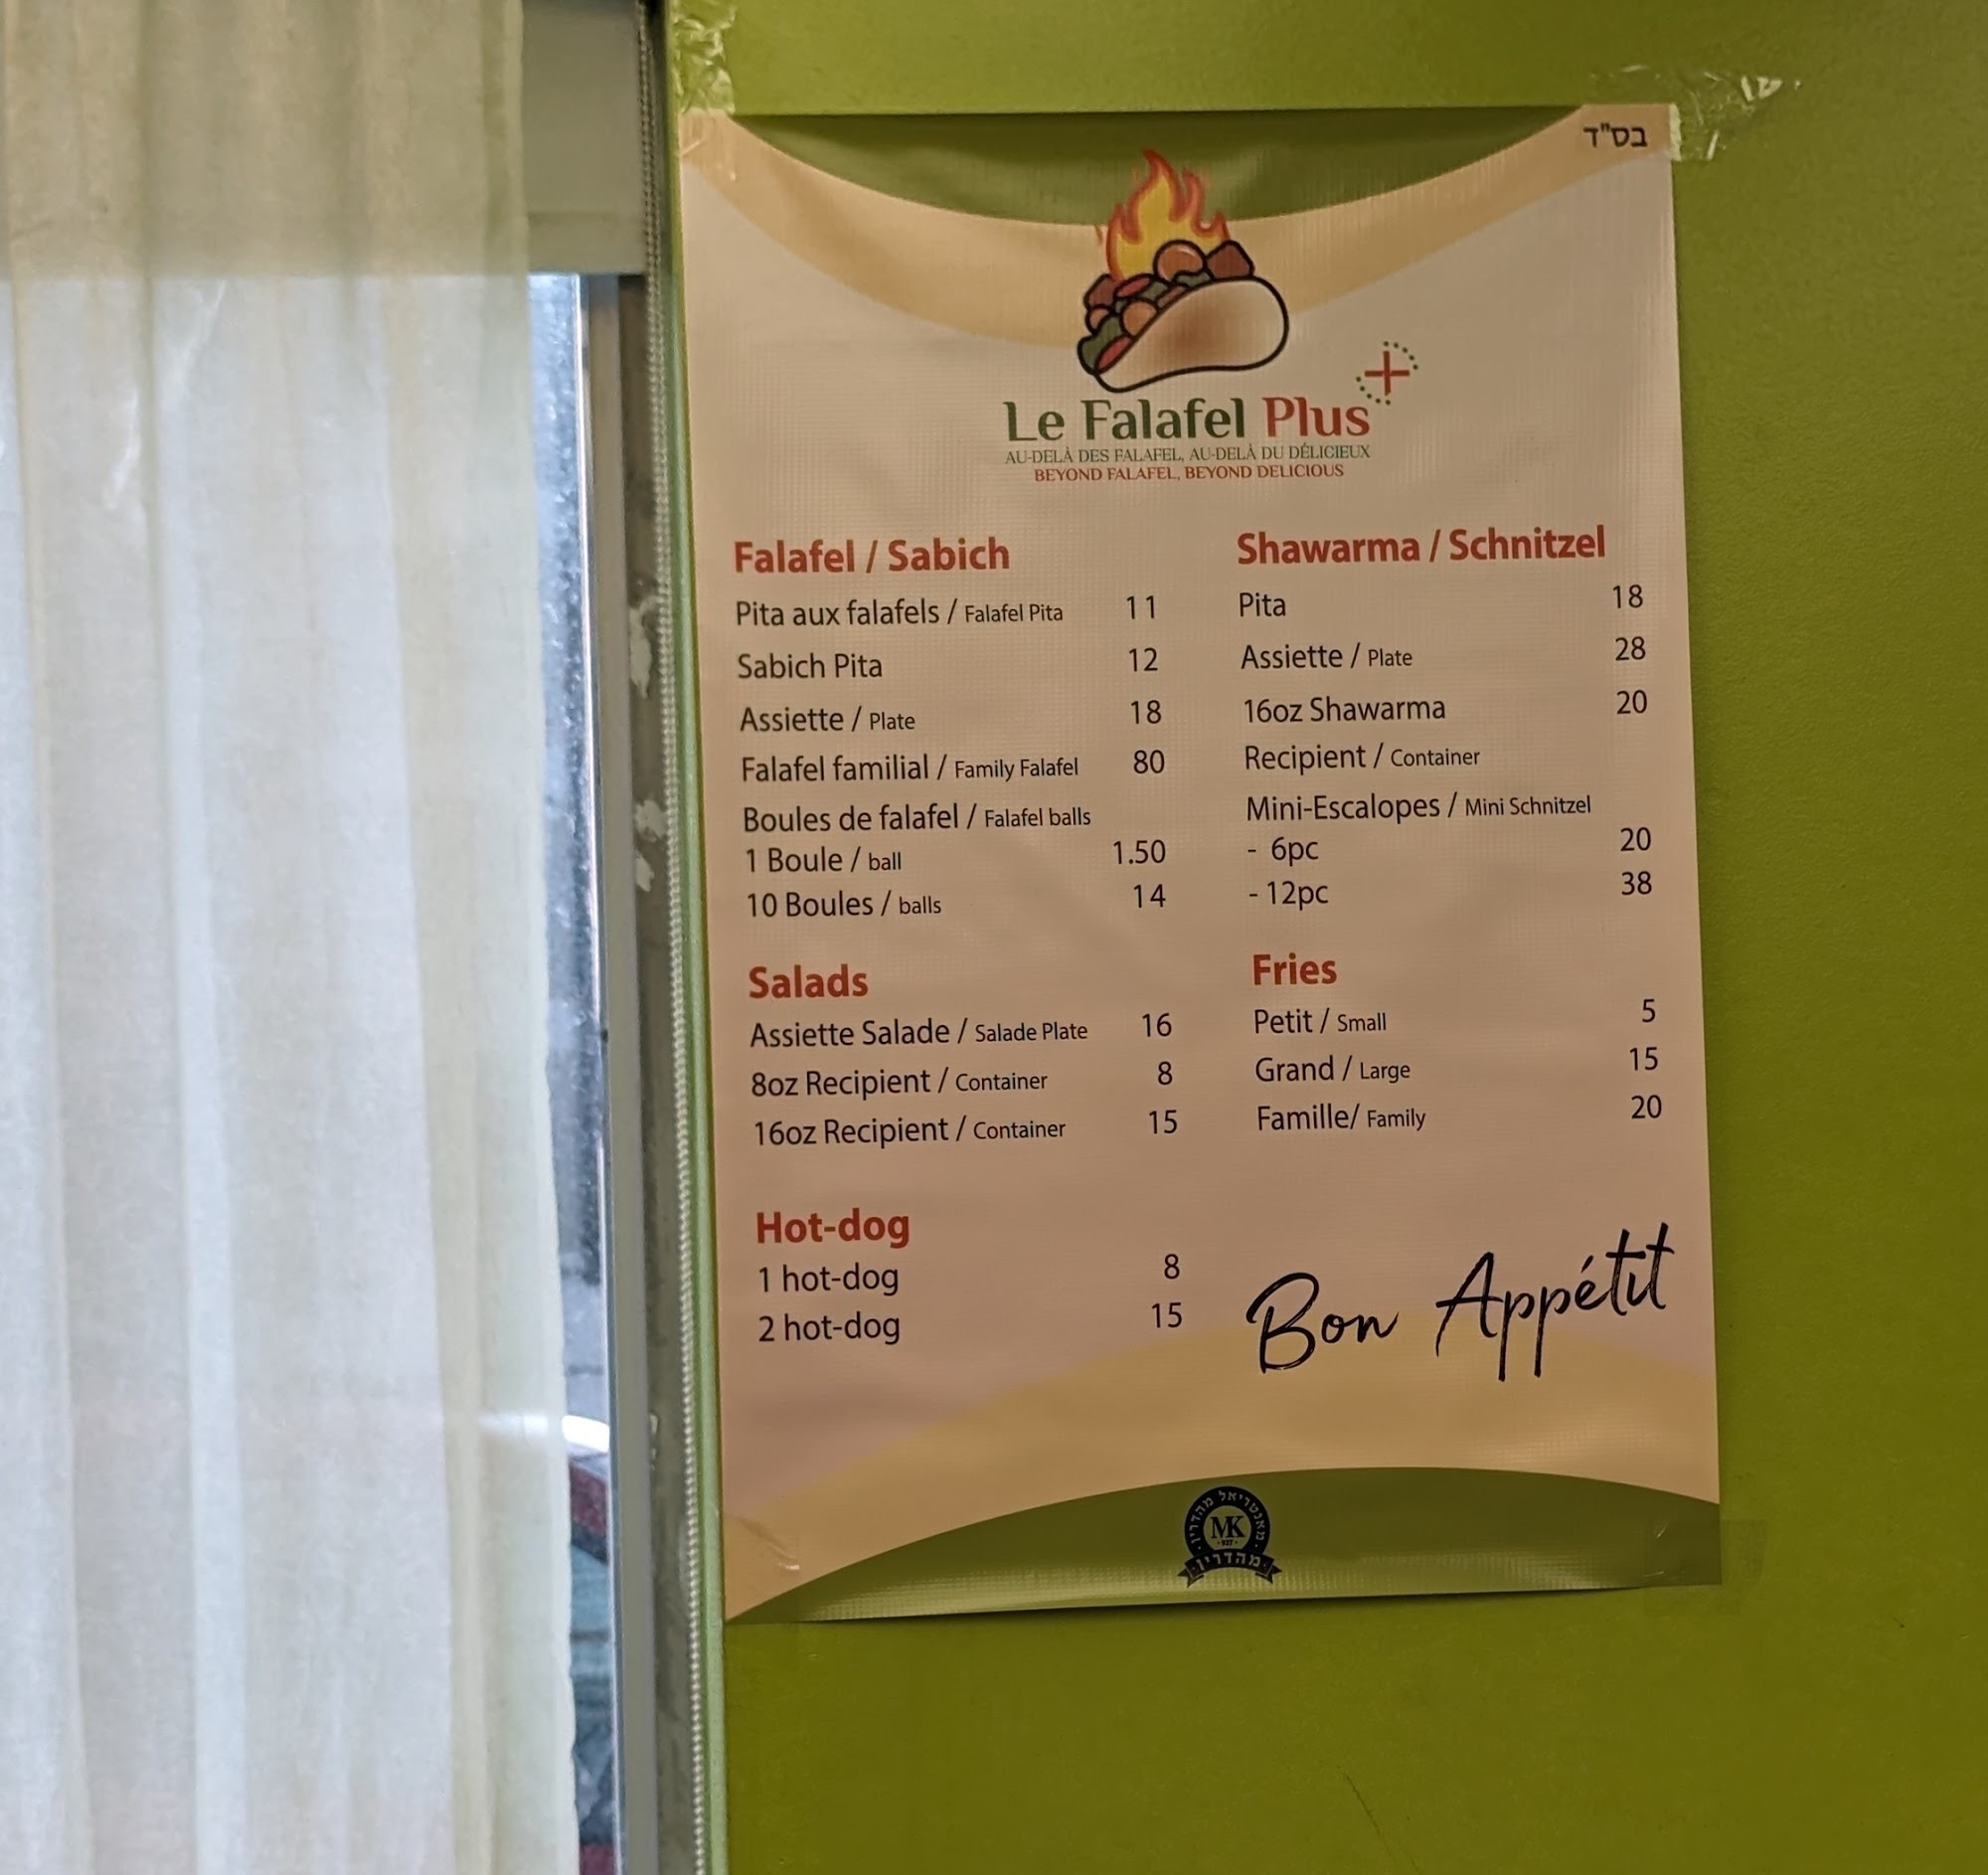 בס"ד
Le Falafel Plus +
AU-DELÀ DES FALAFEL, AU-DELÀ DU DÉLICIEUX
BEYOND FALAFEL, BEYOND DELICIOUS
Falafel / Sabich
Pita aux falafels / Falafel Pita 11
Sabich Pita 12
Assiette / Plate 18
Falafel familial / Family Falafel 80
Boules de falafel / Falafel balls
1 Boule / ball 1.50
10 Boules / balls 14
Salads
Assiette Salade / Salade Plate 16
8oz Recipient / Container 8
16oz Recipient / Container 15
Hot-dog
1 hot-dog 8
2 hot-dog 15
Shawarma / Schnitzel
Pita 18
Assiette / Plate 28
16oz Shawarma 20
Recipient / Container
Mini-Escalopes / Mini Schnitzel
- 6pc 20
- 12pc 38
Fries
Petit / Small 5
Grand / Large 15
Famille/ Family 20
Bon Appétit
מאנטריאל מהדרין
MK
מהדרין